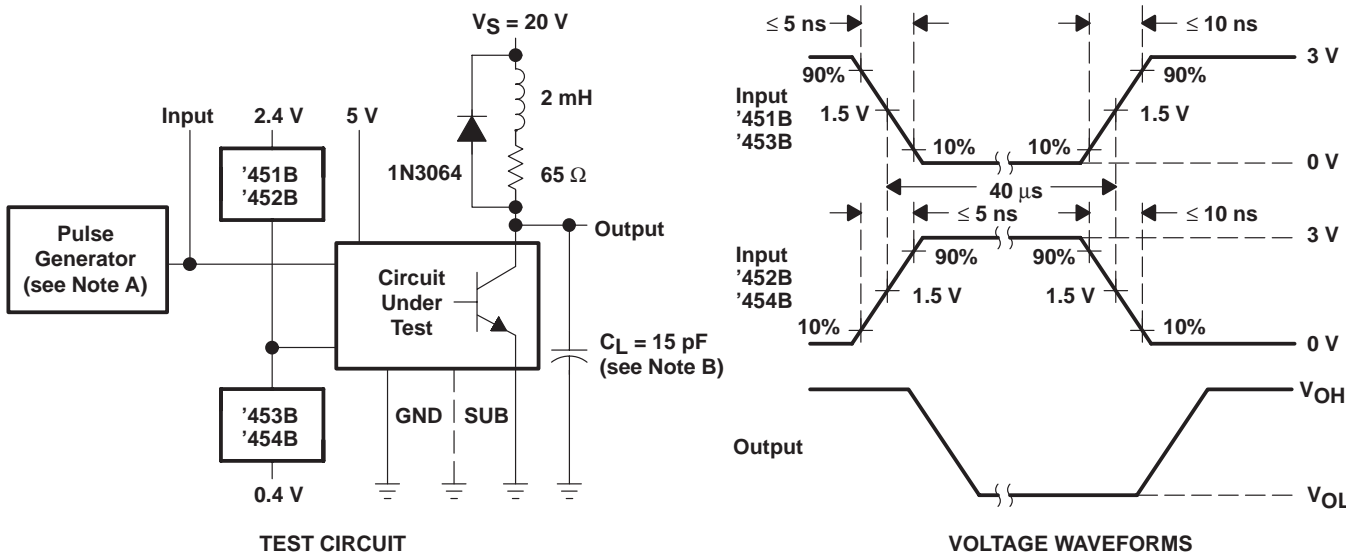 VS = 20 V
2 mH
65 Ω
1N3064
Input
2.4 V
5 V
'451B
'452B
Pulse
Generator
(see Note A)
Circuit
Under
Test
Output
CL = 15 pF
(see Note B)
'453B
'454B
0.4 V
GND
SUB
TEST CIRCUIT
≤ 5 ns
≤ 10 ns
3 V
90%
90%
Input
'451B
'453B
1.5 V
1.5 V
10%
10%
0 V
40 μs
≤ 5 ns
≤ 10 ns
3 V
90%
90%
Input
'452B
'454B
1.5 V
1.5 V
10%
10%
0 V
VOH
Output
VOL
VOLTAGE WAVEFORMS